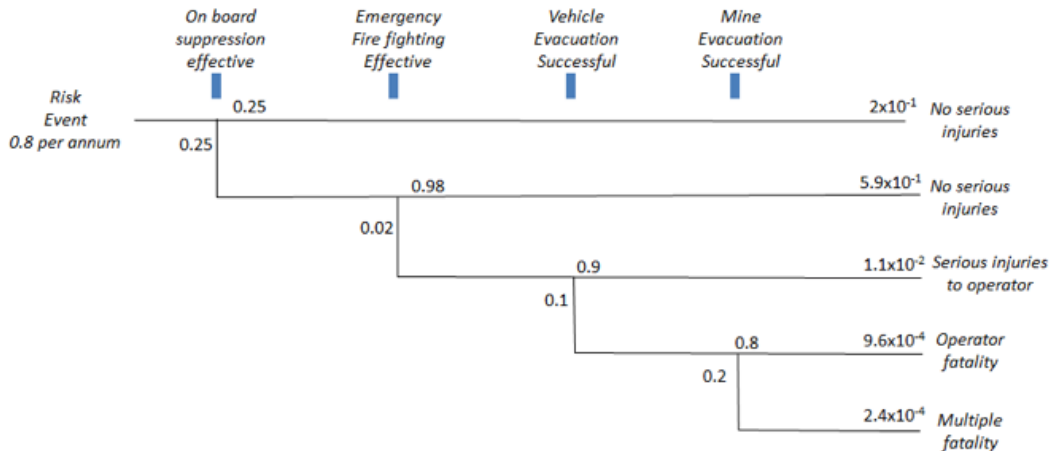 On board
suppression
effective
Emergency
Fire fighting
Effective
Vehicle
Evacuation
Successful
Mine
Evacuation
Successful
Risk
Event
0.8 per annum
0.25
2x10⁻¹
No serious
injuries
0.25
0.98
5.9x10⁻¹
No serious
injuries
0.02
0.9
1.1x10⁻²
Serious injuries
to operator
0.1
0.8
9.6x10⁻⁴
Operator
fatality
0.2
2.4x10⁻⁴
Multiple
fatality